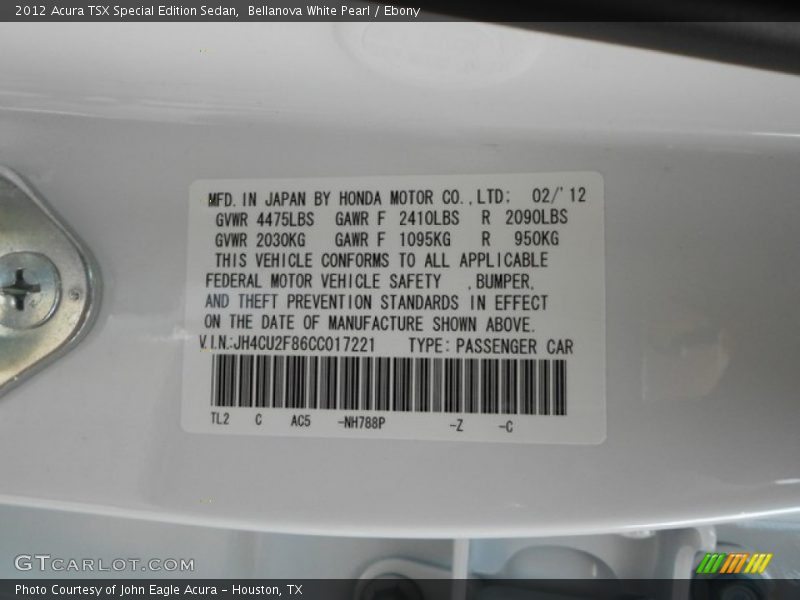 2012 Acura TSX Special Edition Sedan,  Bellanova White Pearl / Ebony
MFD. IN JAPAN BY HONDA MOTOR CO.,LTD; 02/'12
GVWR 4475LBS GAWR F 2410LBS R 2090LBS
GVWR 2030KG GAWR F 1095KG R 950KG
THIS VEHICLE CONFORMS TO ALL APPLICABLE
FEDERAL MOTOR VEHICLE SAFETY ,BUMPER,
AND THEFT PREVENTION STANDARDS IN EFFECT
ON THE DATE OF MANUFACTURE SHOWN ABOVE.
V.I.N.:JH4CU2F86CC017221 TYPE: PASSENGER CAR
TL2 C AC5 -NH788P -Z -C
GTCARLOT.COM
Photo Courtesy of John Eagle Acura - Houston, TX